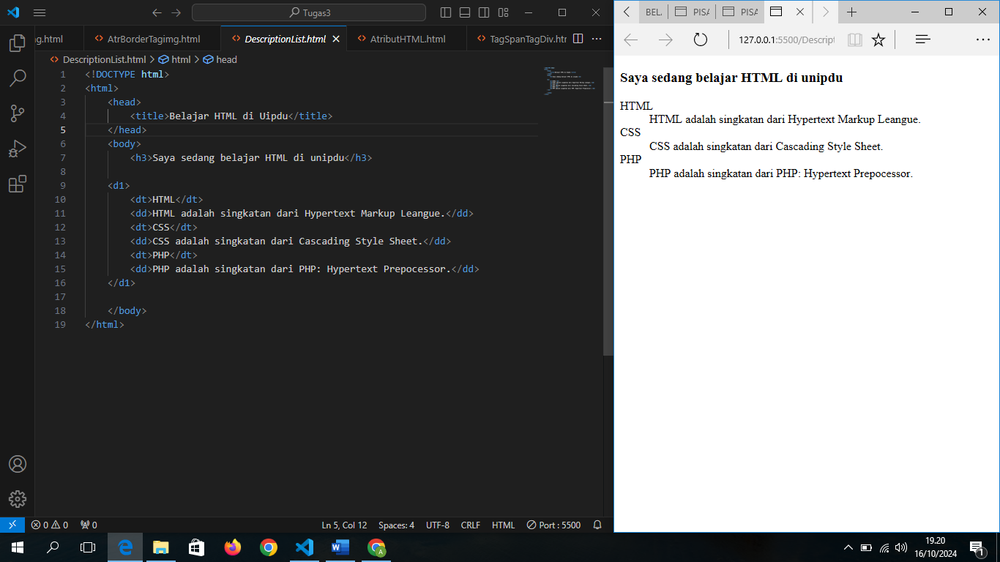 Tugas3
ng.html
AtrBorderTagimg.html
DescriptionList.html
AtributHTML.html
TagSpanTagDiv.htr
DescriptionList.html > html > head
1 <!DOCTYPE html>
2 <html>
3 <head>
4 <title>Belajar HTML di Uipdu</title>
5 </head>
6 <body>
7 <h3>Saya sedang belajar HTML di unipdu</h3>
8
9 <d1>
10 <dt>HTML</dt>
11 <dd>HTML adalah singkatan dari Hypertext Markup Leangue.</dd>
12 <dt>CSS</dt>
13 <dd>CSS adalah singkatan dari Cascading Style Sheet.</dd>
14 <dt>PHP</dt>
15 <dd>PHP adalah singkatan dari PHP: Hypertext Prepocessor.</dd>
16 </d1>
17
18 </body>
19 </html>
0 0 0 Ln 5, Col 12 Spaces: 4 UTF-8 CRLF HTML Port : 5500
BEL. PISA PISA
127.0.0.1:5500/Descript
Saya sedang belajar HTML di unipdu
HTML
HTML adalah singkatan dari Hypertext Markup Leangue.
CSS
CSS adalah singkatan dari Cascading Style Sheet.
PHP
PHP adalah singkatan dari PHP: Hypertext Prepocessor.
A
19.20
16/10/2024
1